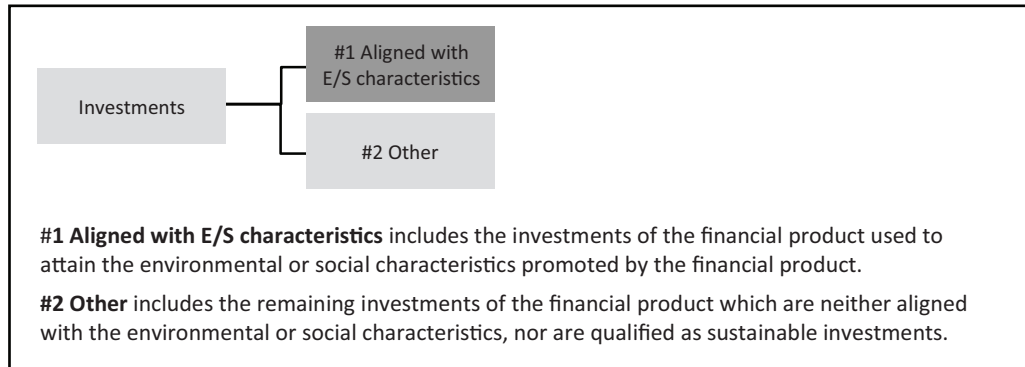 #1 Aligned with
E/S characteristics
Investments
#2 Other
#1 Aligned with E/S characteristics includes the investments of the financial product used to
attain the environmental or social characteristics promoted by the financial product.
#2 Other includes the remaining investments of the financial product which are neither aligned
with the environmental or social characteristics, nor are qualified as sustainable investments.